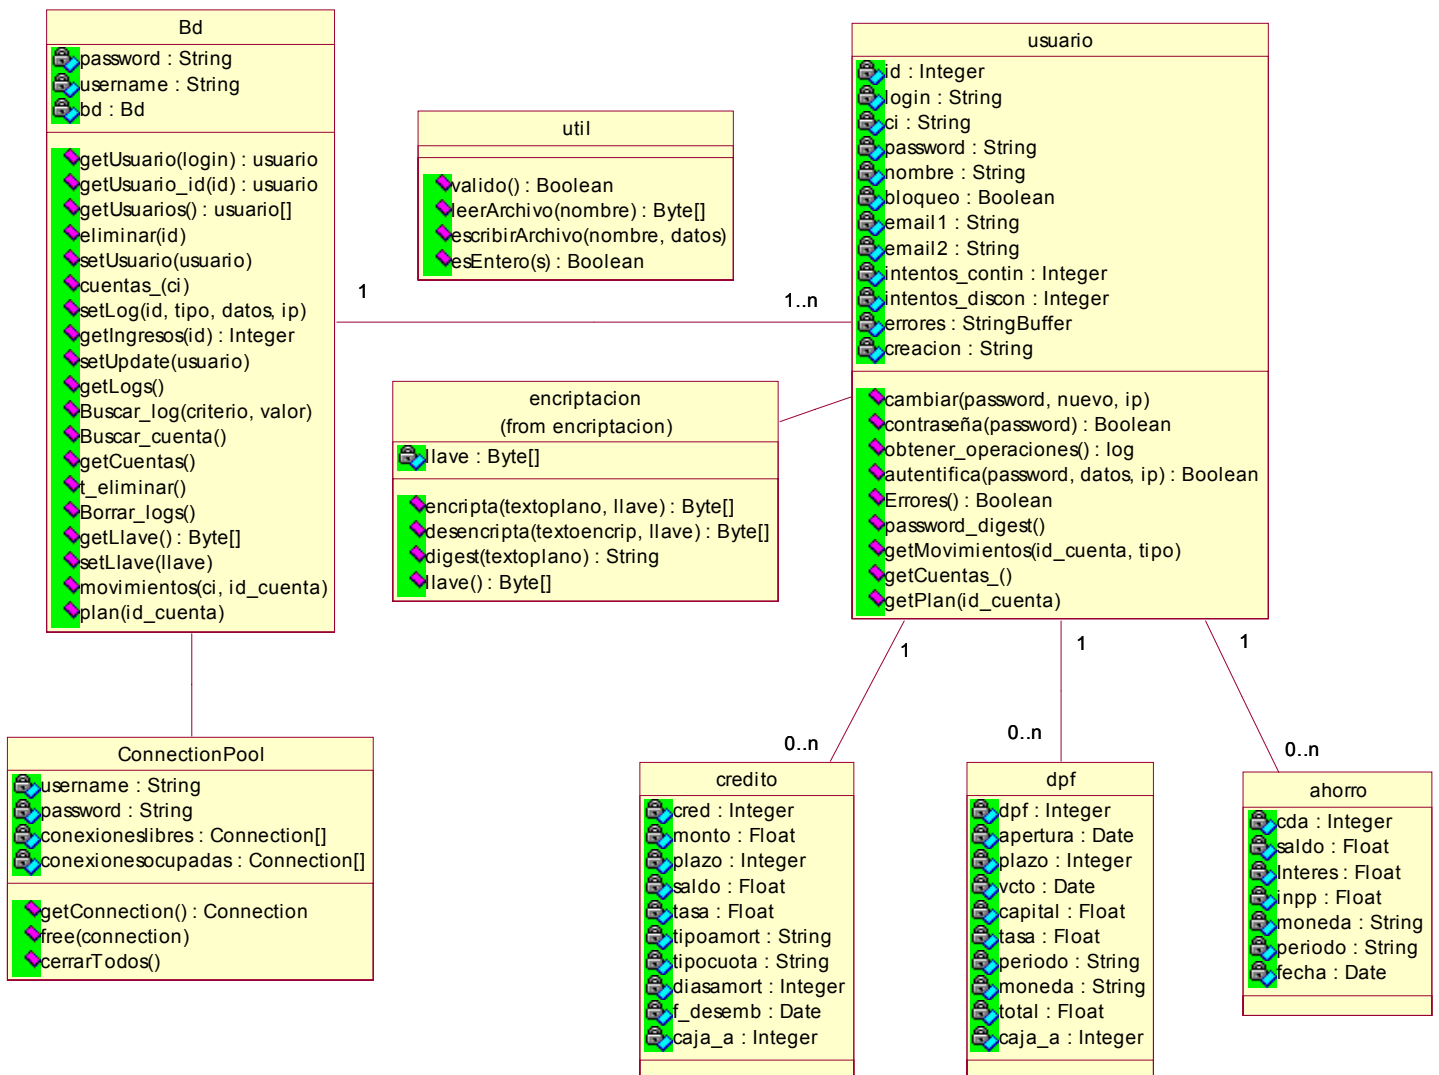 Bd
password : String
username : String
bd : Bd
getUsuario(login) : usuario
getUsuario_id(id) : usuario
getUsuarios() : usuario[]
eliminar(id)
setUsuario(usuario)
cuentas_(ci)
setLog(id, tipo, datos, ip)
getIngresos(id) : Integer
setUpdate(usuario)
getLogs()
Buscar_log(criterio, valor)
Buscar_cuenta()
getCuentas()
t_eliminar()
Borrar_logs()
getLlave() : Byte[]
setLlave(llave)
movimientos(ci, id_cuenta)
plan(id_cuenta)
util
valido() : Boolean
leerArchivo(nombre) : Byte[]
escribirArchivo(nombre, datos)
esEntero(s) : Boolean
1
1..n
usuario
id : Integer
login : String
ci : String
password : String
nombre : String
bloqueo : Boolean
email1 : String
email2 : String
intentos_contin : Integer
intentos_discon : Integer
errores : StringBuffer
creacion : String
cambiar(password, nuevo, ip)
contraseña(password) : Boolean
obtener_operaciones() : log
autentifica(password, datos, ip) : Boolean
Errores() : Boolean
password_digest()
getMovimientos(id_cuenta, tipo)
getCuentas_()
getPlan(id_cuenta)
encriptacion
(from encriptacion)
llave : Byte[]
encripta(textoplano, llave) : Byte[]
desencripta(textoencrip, llave) : Byte[]
digest(textoplano) : String
llave() : Byte[]
1
1
1
0..n
0..n
0..n
ConnectionPool
username : String
password : String
conexioneslibres : Connection[]
conexionesocupadas : Connection[]
getConnection() : Connection
free(connection)
cerrarTodos()
credito
cred : Integer
monto : Float
plazo : Integer
saldo : Float
tasa : Float
tipoamort : String
tipocuota : String
diasamort : Integer
f_desemb : Date
caja_a : Integer
dpf
dpf : Integer
apertura : Date
plazo : Integer
vcto : Date
capital : Float
tasa : Float
periodo : String
moneda : String
total : Float
caja_a : Integer
ahorro
cda : Integer
saldo : Float
Interes : Float
inpp : Float
moneda : String
periodo : String
fecha : Date